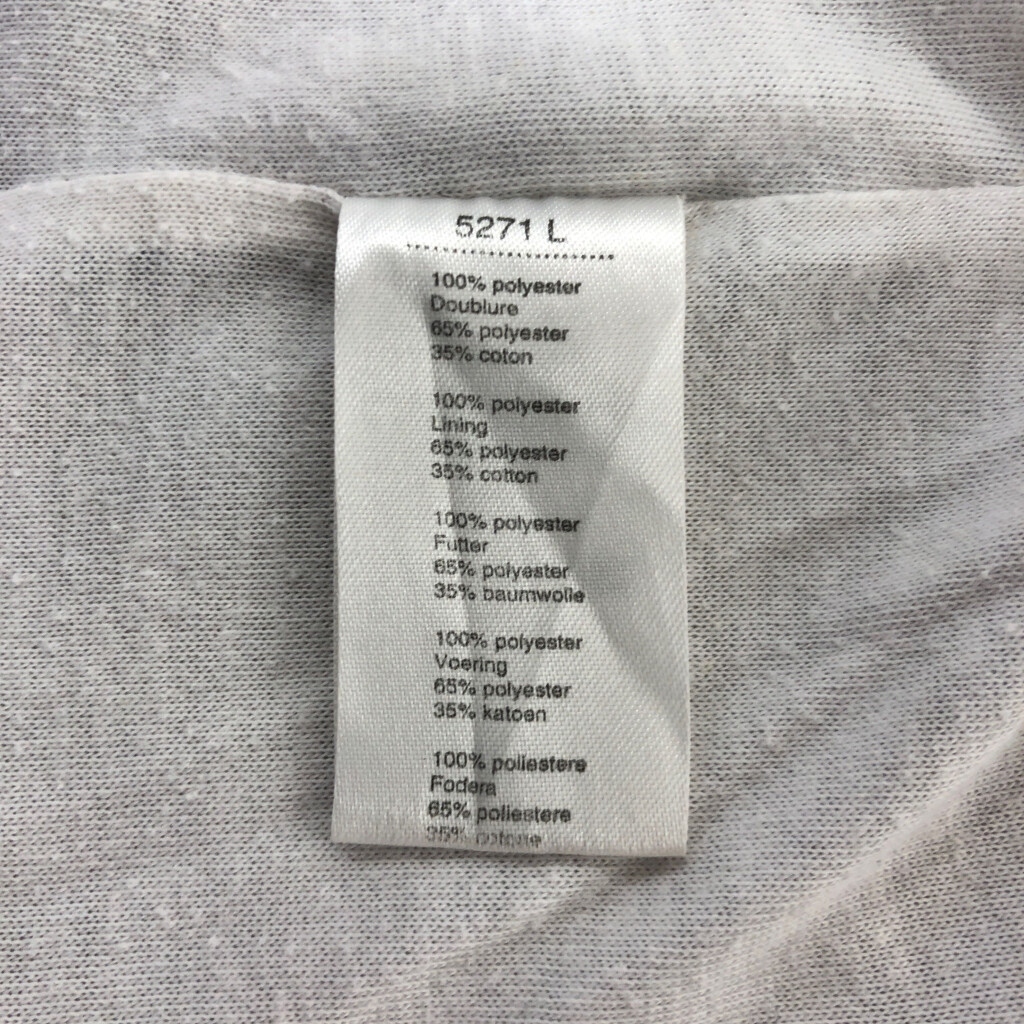 5271 L
100% polyester
Doublure
65% polyester
35% coton
100% polyester
Lining
65% polyester
35% cotton
100% polyester
Futter
65% polyester
35% baumwolle
100% polyester
Voering
65% polyester
35% katoen
100% poliestere
Fodera
65% poliestere
35%